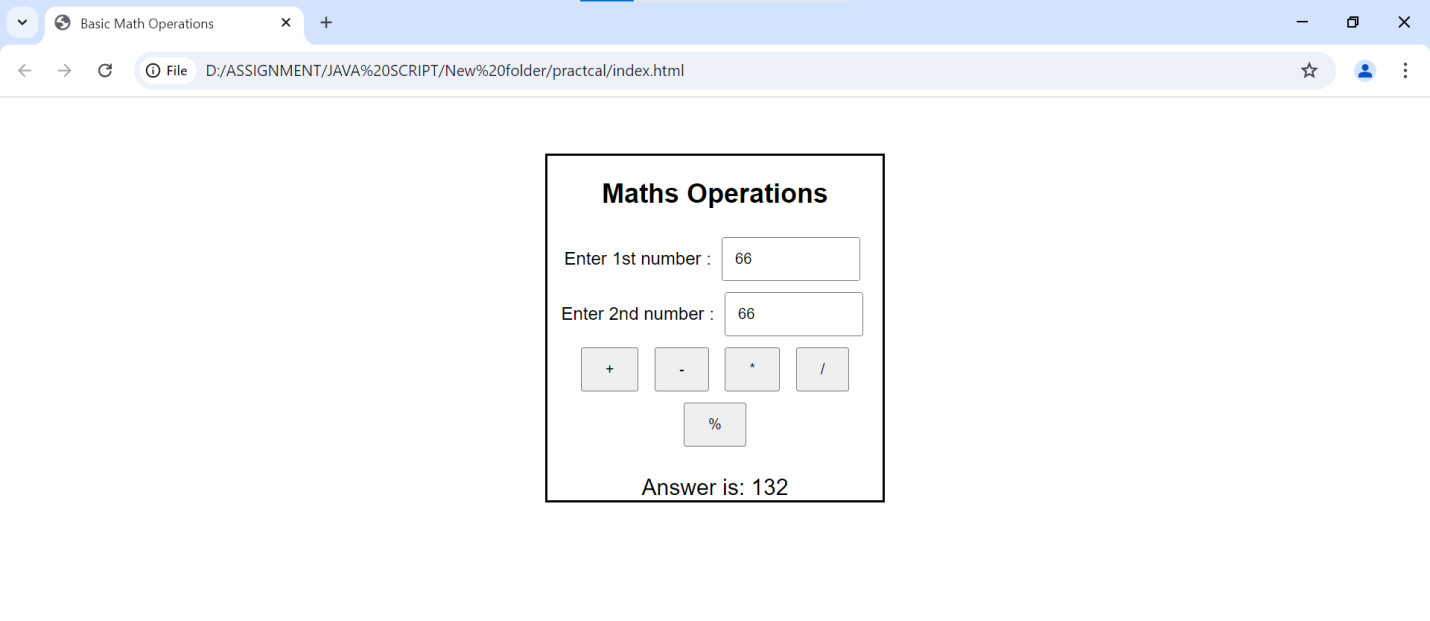 Basic Math Operations
File D:/ASSIGNMENT/JAVA%20SCRIPT/New%20folder/practcal/index.html
Maths Operations
Enter 1st number : 66
Enter 2nd number : 66
+ - * /
%
Answer is: 132